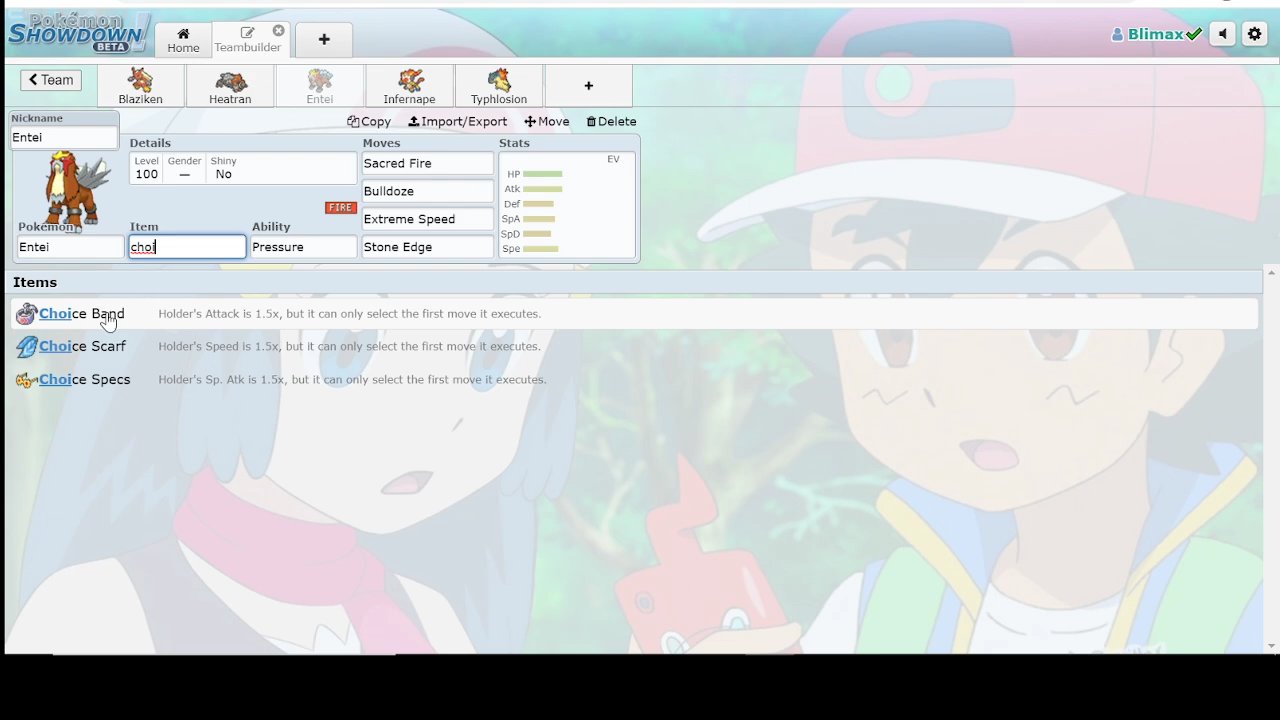 Pokémon
SHOWDOWN!
BETA
Home
Teambuilder
+
Blimax
Team
Blaziken
Heatran
Entei
Infernape
Typhlosion
+
Nickname
Entei
Copy
Import/Export
Move
Delete
Details
Moves
Stats
Level
Gender
Shiny
100
—
No
Sacred Fire
EV
HP
Atk
Def
SpA
SpD
Spe
Bulldoze
FIRE
Extreme Speed
Pokémon
Item
Ability
Entei
choi
Pressure
Stone Edge
Items
Choice Band Holder's Attack is 1.5x, but it can only select the first move it executes.
Choice Scarf Holder's Speed is 1.5x, but it can only select the first move it executes.
Choice Specs Holder's Sp. Atk is 1.5x, but it can only select the first move it executes.